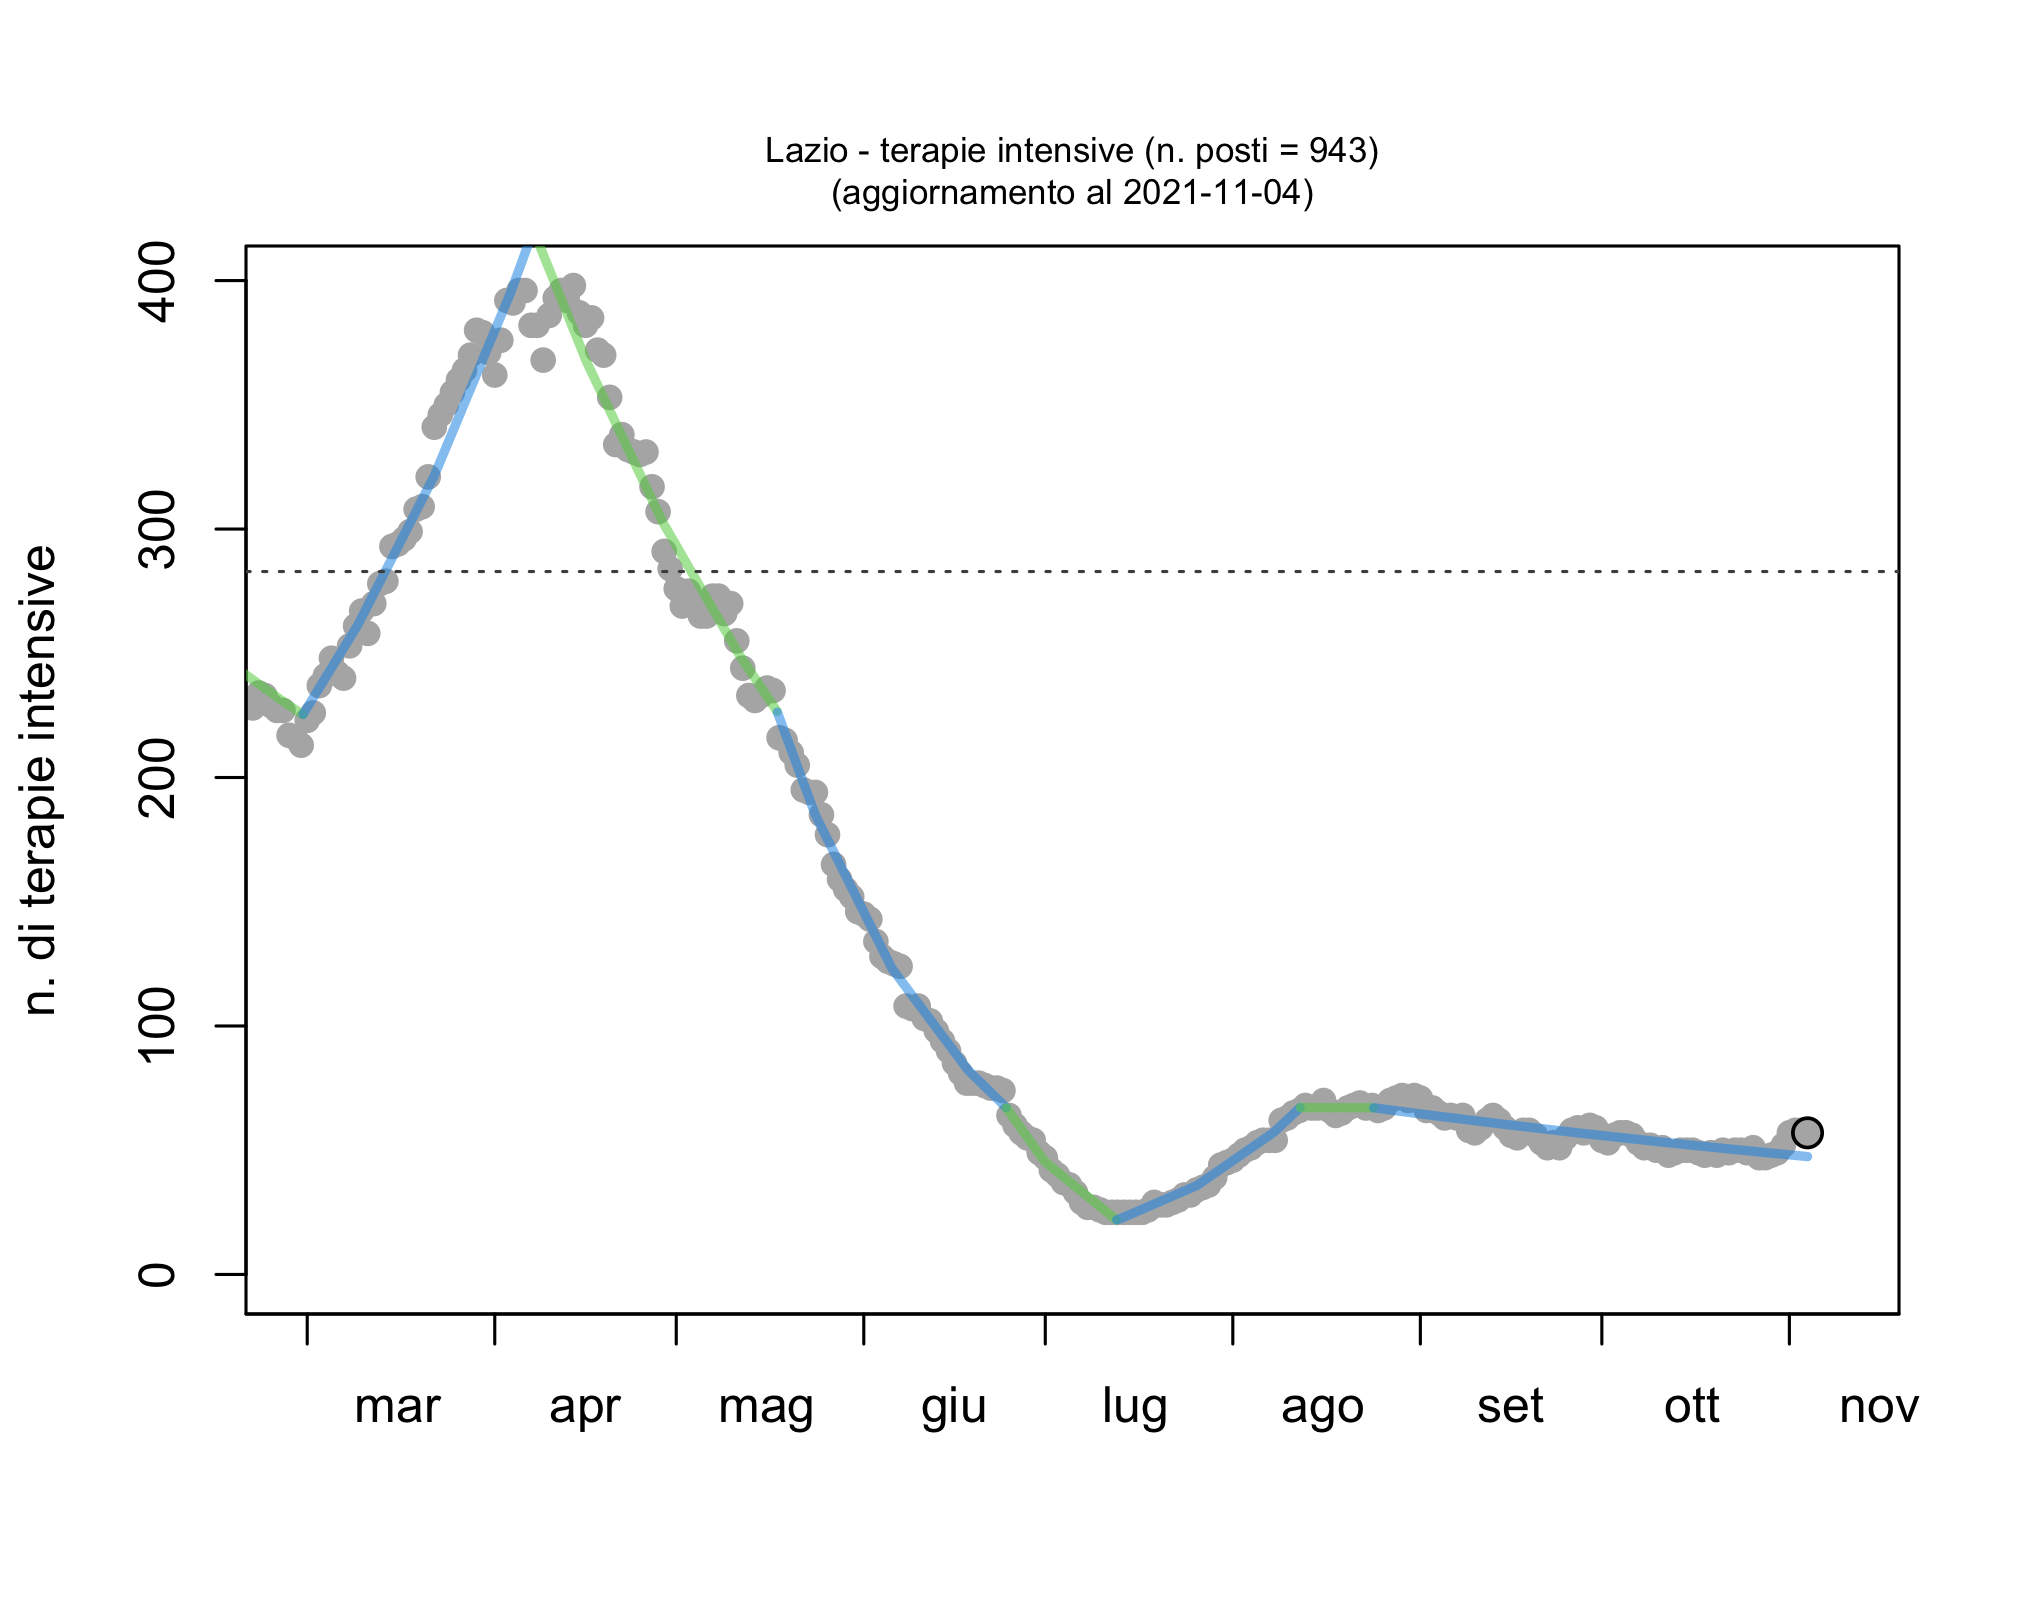 Lazio - terapie intensive (n. posti = 943)
(aggiornamento al 2021-11-04)
n. di terapie intensive
400
300
200
100
0
mar apr mag giu lug ago set ott nov